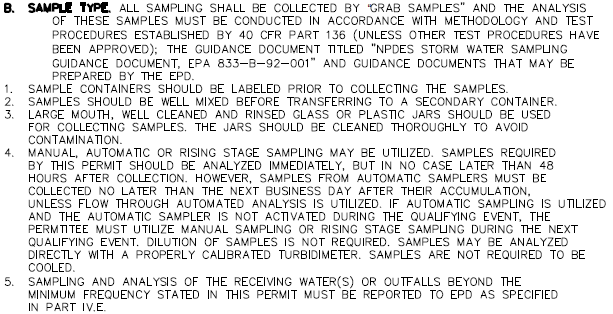 B. SAMPLE TYPE. ALL SAMPLING SHALL BE COLLECTED BY "GRAB SAMPLES" AND THE ANALYSIS
OF THESE SAMPLES MUST BE CONDUCTED IN ACCORDANCE WITH METHODOLOGY AND TEST
PROCEDURES ESTABLISHED BY 40 CFR PART 136 (UNLESS OTHER TEST PROCEDURES HAVE
BEEN APPROVED); THE GUIDANCE DOCUMENT TITLED "NPDES STORM WATER SAMPLING
GUIDANCE DOCUMENT, EPA 833-B-92-001" AND GUIDANCE DOCUMENTS THAT MAY BE
PREPARED BY THE EPD.
1. SAMPLE CONTAINERS SHOULD BE LABELED PRIOR TO COLLECTING THE SAMPLES.
2. SAMPLES SHOULD BE WELL MIXED BEFORE TRANSFERRING TO A SECONDARY CONTAINER.
3. LARGE MOUTH, WELL CLEANED AND RINSED GLASS OR PLASTIC JARS SHOULD BE USED
FOR COLLECTING SAMPLES. THE JARS SHOULD BE CLEANED THOROUGHLY TO AVOID
CONTAMINATION.
4. MANUAL, AUTOMATIC OR RISING STAGE SAMPLING MAY BE UTILIZED. SAMPLES REQUIRED
BY THIS PERMIT SHOULD BE ANALYZED IMMEDIATELY, BUT IN NO CASE LATER THAN 48
HOURS AFTER COLLECTION. HOWEVER, SAMPLES FROM AUTOMATIC SAMPLERS MUST BE
COLLECTED NO LATER THAN THE NEXT BUSINESS DAY AFTER THEIR ACCUMULATION,
UNLESS FLOW THROUGH AUTOMATED ANALYSIS IS UTILIZED. IF AUTOMATIC SAMPLING IS UTILIZED
AND THE AUTOMATIC SAMPLER IS NOT ACTIVATED DURING THE QUALIFYING EVENT, THE
PERMITTEE MUST UTILIZE MANUAL SAMPLING OR RISING STAGE SAMPLING DURING THE NEXT
QUALIFYING EVENT. DILUTION OF SAMPLES IS NOT REQUIRED. SAMPLES MAY BE ANALYZED
DIRECTLY WITH A PROPERLY CALIBRATED TURBIDIMETER. SAMPLES ARE NOT REQUIRED TO BE
COOLED.
5. SAMPLING AND ANALYSIS OF THE RECEIVING WATER(S) OR OUTFALLS BEYOND THE
MINIMUM FREQUENCY STATED IN THIS PERMIT MUST BE REPORTED TO EPD AS SPECIFIED
IN PART IV.E.